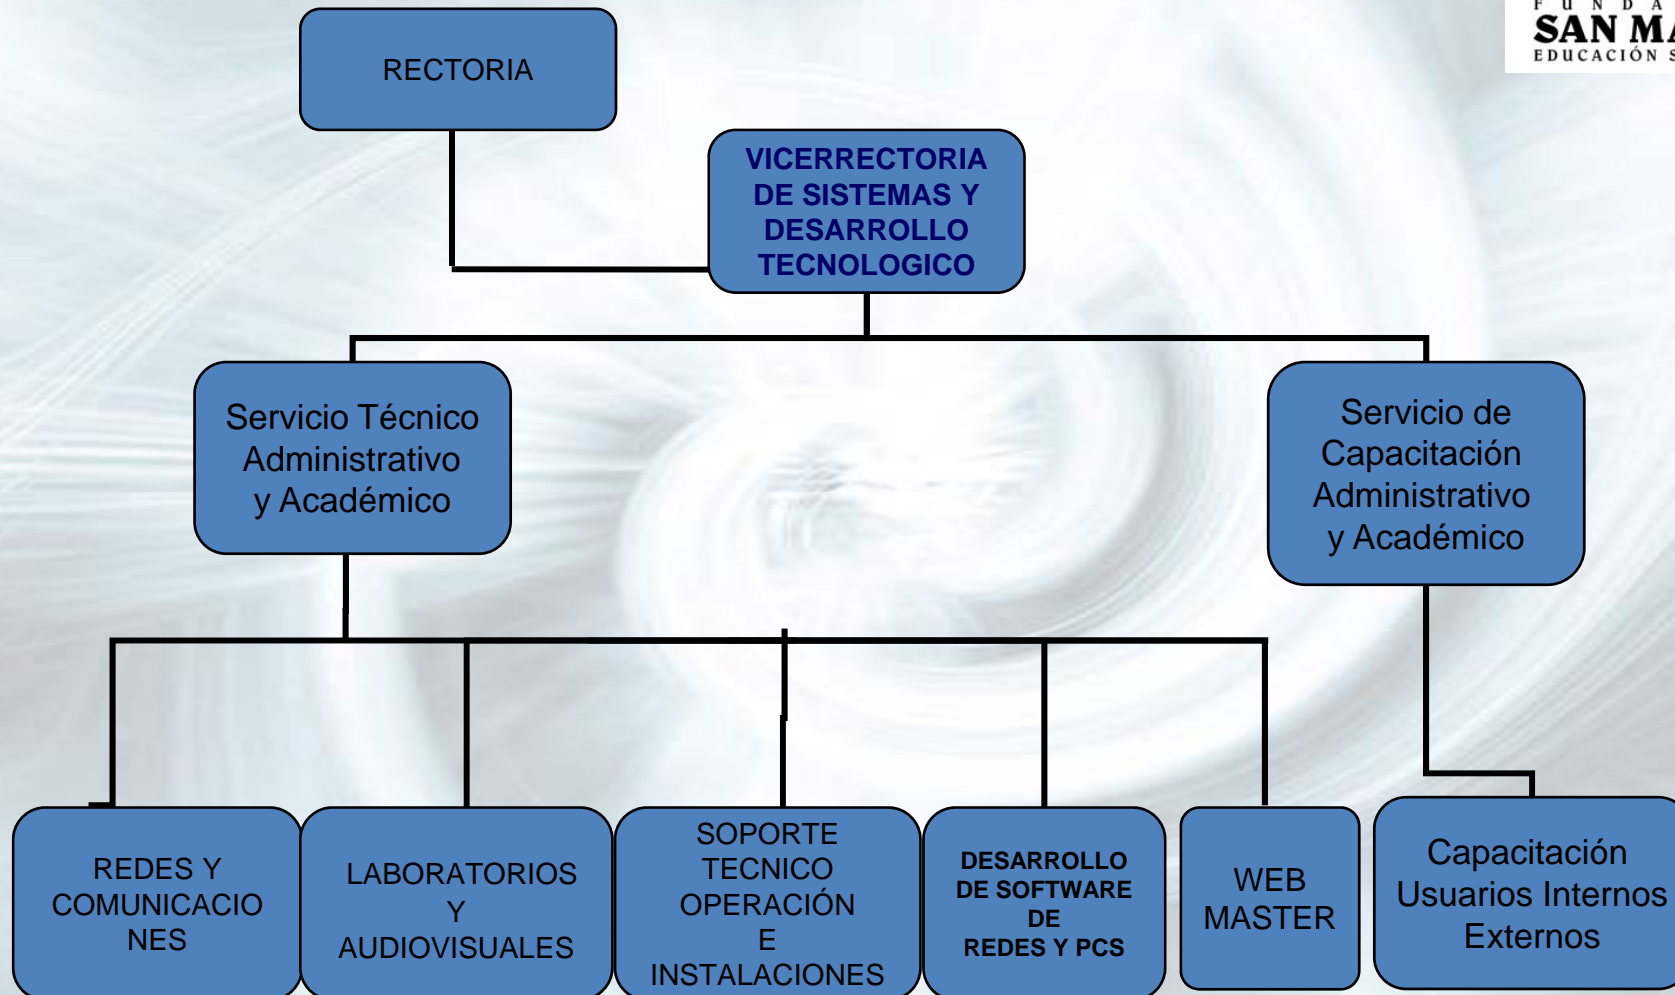 RECTORIA
SAN
VICERRECTORIA
DE SISTEMAS Y
DESARROLLO
TECNOLOGICO
Servicio Técnico
Administrativo
y Académico
Servicio de
Capacitación
Administrativo
y Académico
REDES Y
COMUNICACIO
NES
LABORATORIOS
Y
AUDIOVISUALES
SOPORTE
TECNICO
OPERACIÓN
E
INSTALACIONES
DESARROLLO
DE SOFTWARE
DE
REDES Y PCS
WEB
MASTER
Capacitación
Usuarios Internos
Externos
EDUCACIÓN